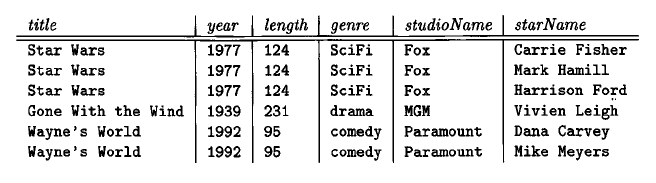 title year length genre studioName starName
Star Wars 1977 124 SciFi Fox Carrie Fisher
Star Wars 1977 124 SciFi Fox Mark Hamill
Star Wars 1977 124 SciFi Fox Harrison Ford
Gone With the Wind 1939 231 drama MGM Vivien Leigh
Wayne's World 1992 95 comedy Paramount Dana Carvey
Wayne's World 1992 95 comedy Paramount Mike Meyers